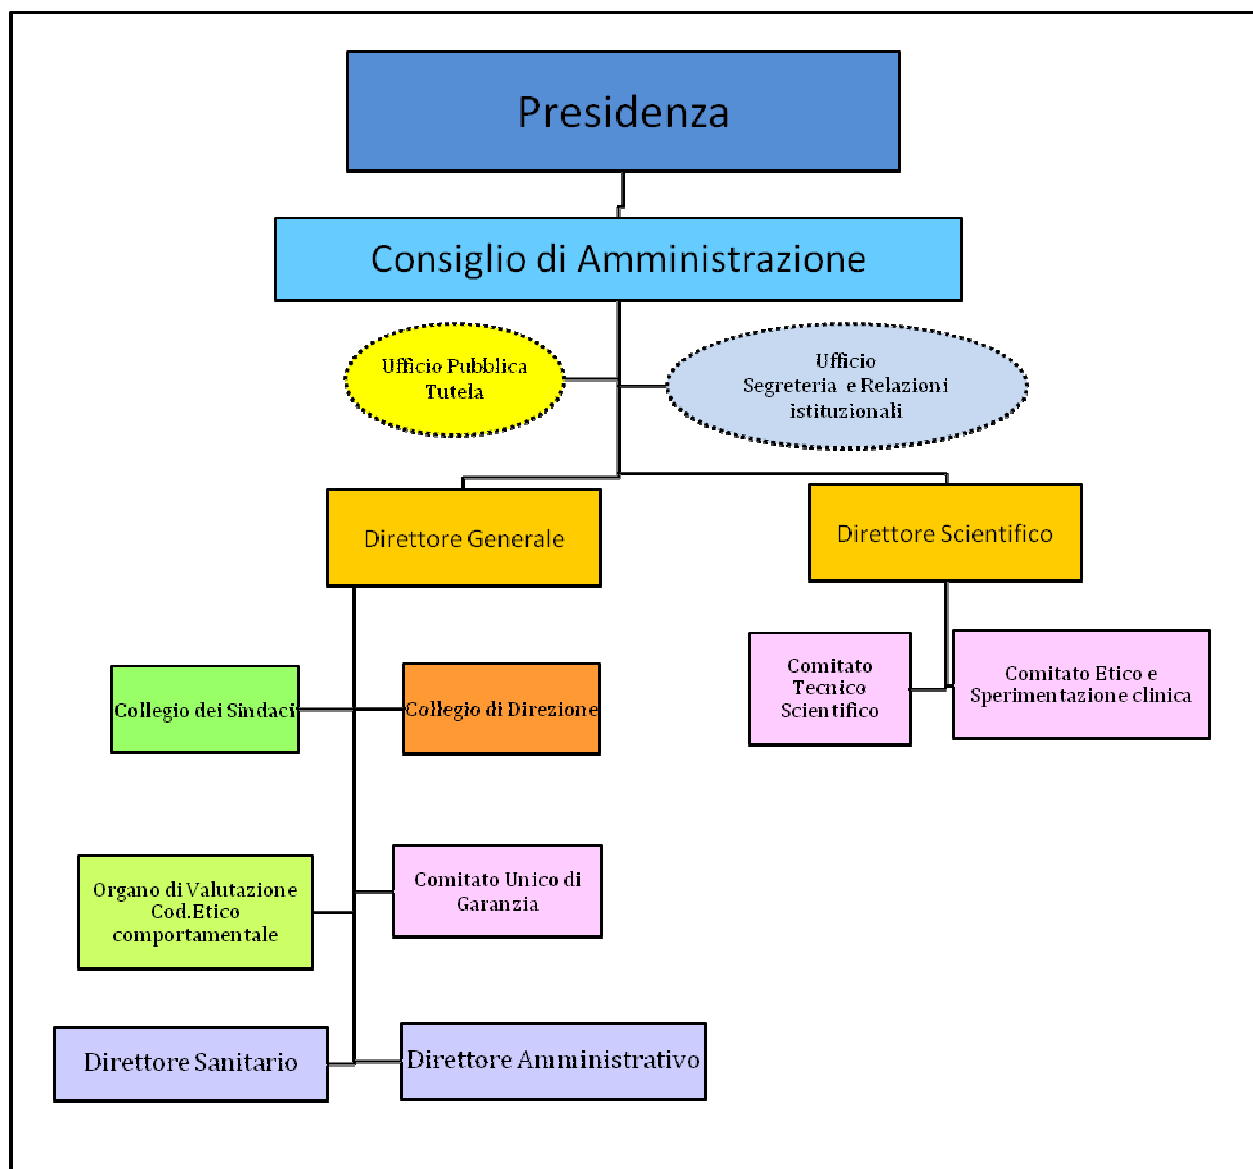 Presidenza
Consiglio di Amministrazione
Ufficio Pubblica
Tutela
Ufficio
Segreteria e Relazioni
istituzionali
Direttore Generale
Direttore Scientifico
Collegio dei Sindaci
Collegio di Direzione
Comitato
Tecnico
Scientifico
Comitato Etico e
Sperimentazione clinica
Organo di Valutazione
Cod.Etico
comportamentale
Comitato Unico di
Garanzia
Direttore Sanitario
Direttore Amministrativo